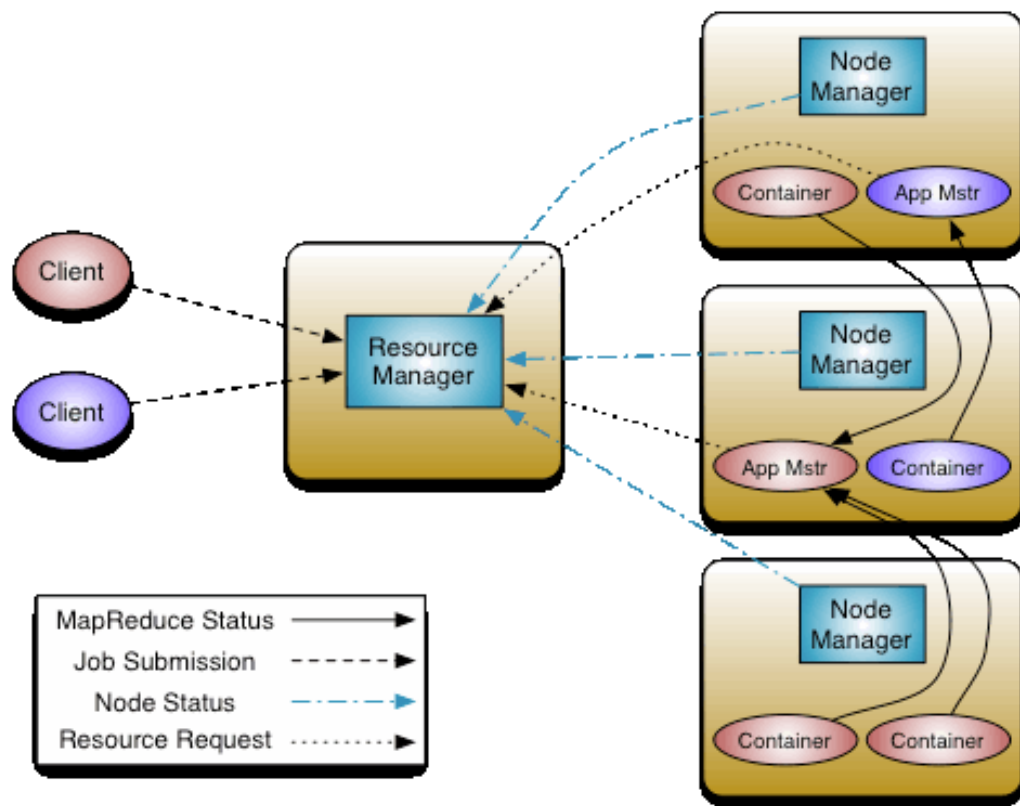 Node
Manager
Container
App Mstr
Client
Client
Resource
Manager
Node
Manager
App Mstr
Container
Node
Manager
Container
Container
MapReduce Status
Job Submission
Node Status
Resource Request